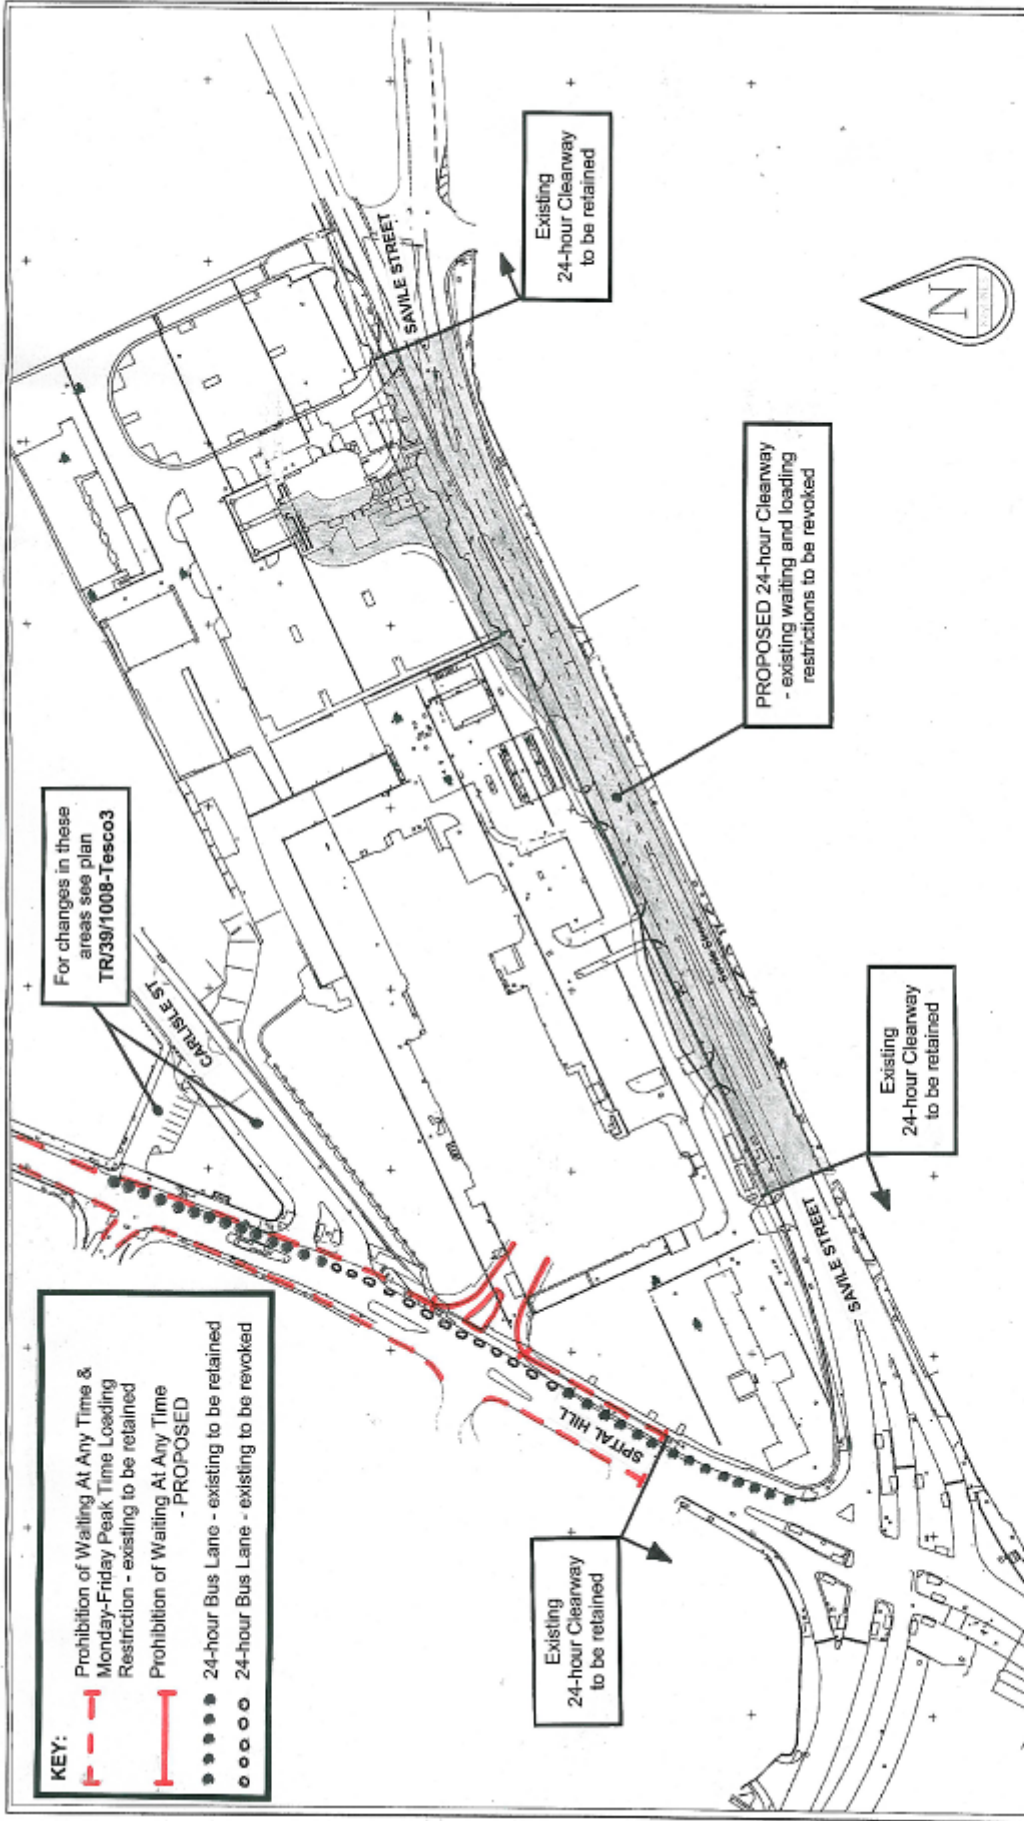 KEY:
Prohibition of Waiting At Any Time &
Monday-Friday Peak Time Loading
Restriction - existing to be retained
Prohibition of Waiting At Any Time
- PROPOSED
24-hour Bus Lane - existing to be retained
24-hour Bus Lane - existing to be revoked
For changes in these
areas see plan
TR/39/1008-Tesco3
CARLISLE ST
SPITAL HILL
SAVILE STREET
SAVILE STREET
Existing
24-hour Clearway
to be retained
Existing
24-hour Clearway
to be retained
Existing
24-hour Clearway
to be retained
PROPOSED 24-hour Clearway
- existing waiting and loading
restrictions to be revoked
N